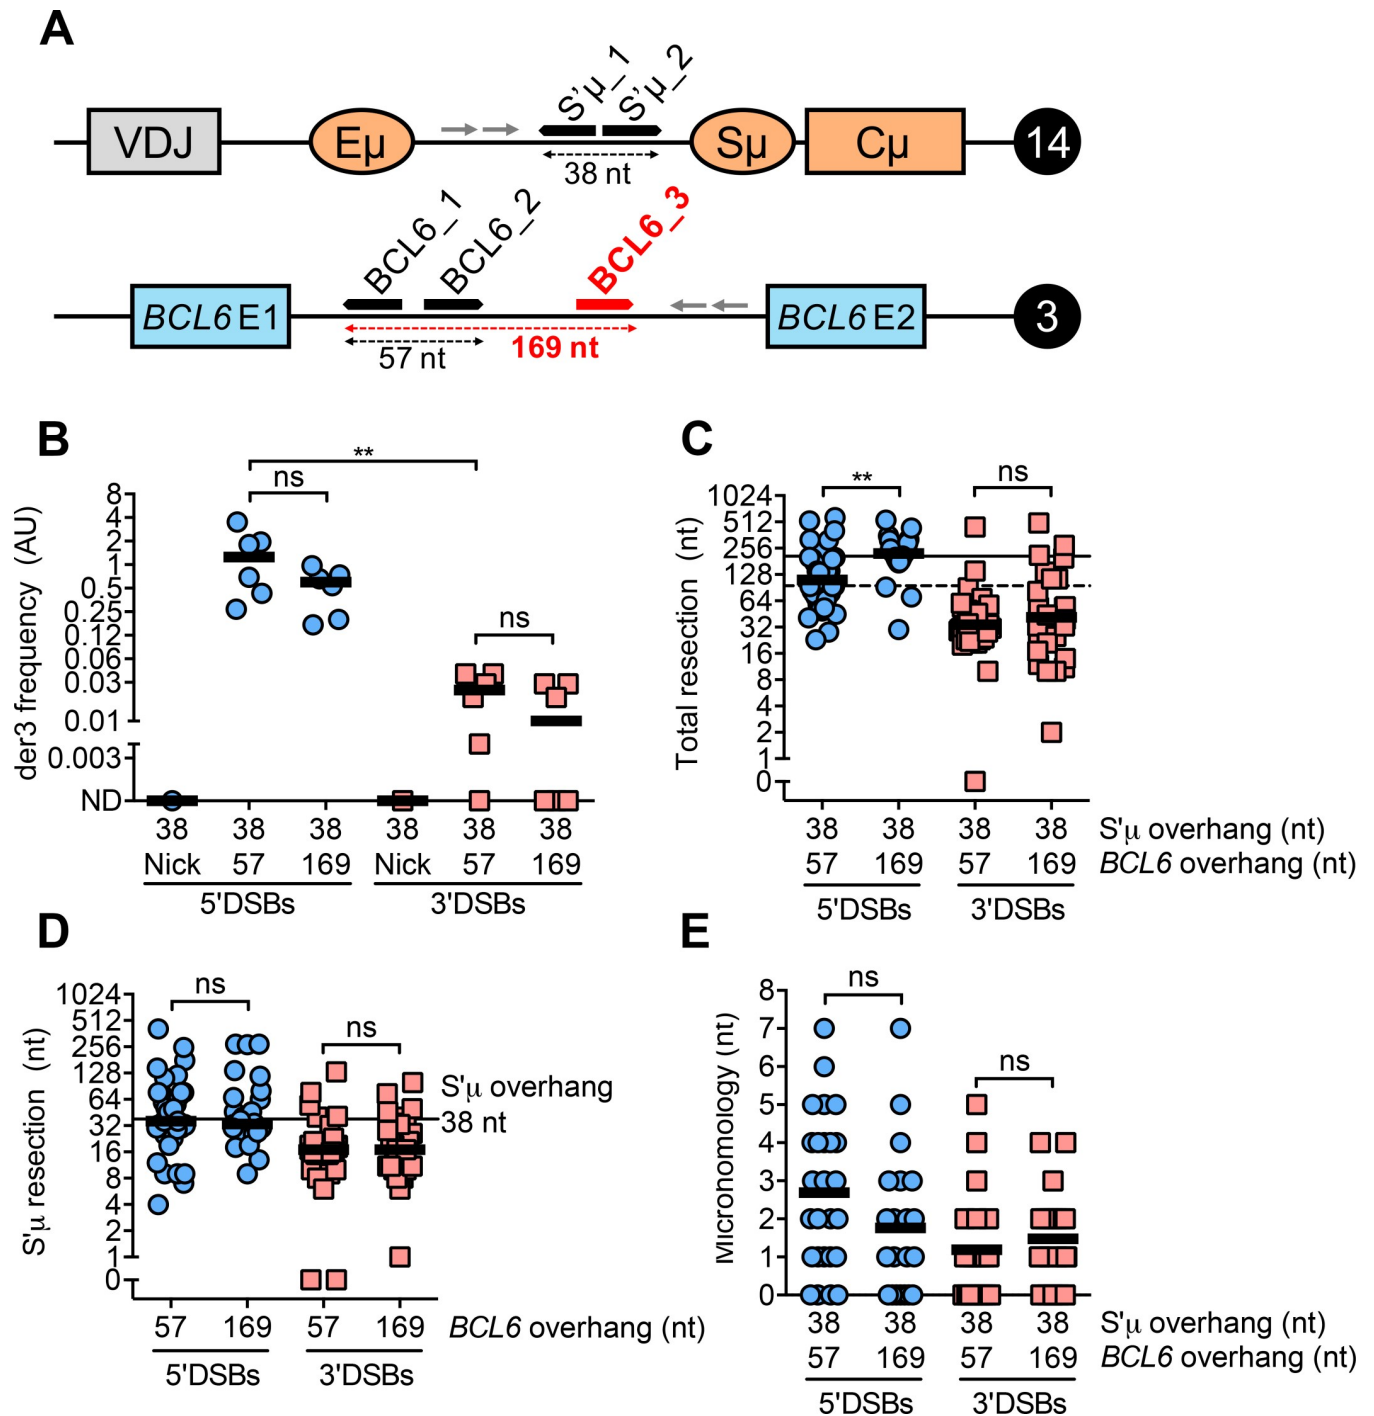 A
S'μ_1
S'μ_2
VDJ
Eμ
Sμ
Cμ
14
38 nt
BCL6_1
BCL6_2
BCL6_3
BCL6 E1
BCL6 E2
3
57 nt
169 nt
B
der3 frequency (AU)
8
4
2
1
0.5
0.25
0.12
0.06
0.03
0.01
0.003
ND
ns
**
ns
38 38 38 38 38 38
Nick 57 169 Nick 57 169
5'DSBs 3'DSBs
C
Total resection (nt)
1024
512
256
128
64
32
16
8
4
2
1
0
** ns
38 38 38 38 S'μ overhang (nt)
57 169 57 169 BCL6 overhang (nt)
5'DSBs 3'DSBs
D
S'μ resection (nt)
1024
512
256
128
64
32
16
8
4
2
1
0
ns
ns
S'μ overhang
38 nt
57 169 57 169 BCL6 overhang (nt)
5'DSBs 3'DSBs
E
Micronomology (nt)
8
7
6
5
4
3
2
1
0
ns
ns
38 38 38 38 S'μ overhang (nt)
57 169 57 169 BCL6 overhang (nt)
5'DSBs 3'DSBs